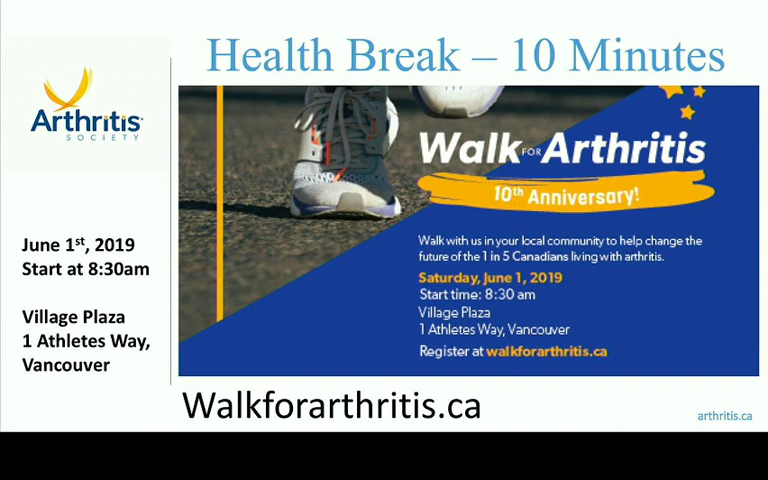 Health Break – 10 Minutes
Arthritis
SOCIETY
June 1st, 2019
Start at 8:30am
Village Plaza
1 Athletes Way,
Vancouver
Walk FOR Arthritis
10th Anniversary!
Walk with us in your local community to help change the
future of the 1 in 5 Canadians living with arthritis.
Saturday, June 1, 2019
Start time: 8:30 am
Village Plaza
1 Athletes Way, Vancouver
Register at walkforarthritis.ca
Walkforarthritis.ca
arthritis.ca